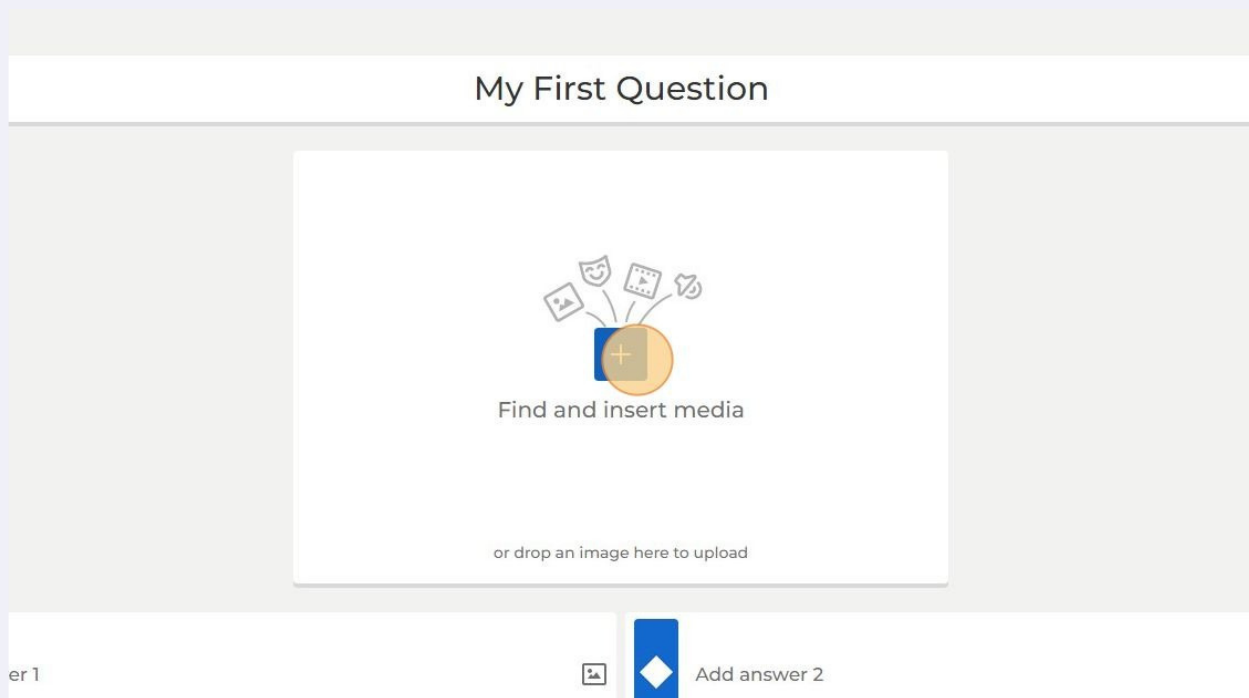 My First Question
Find and insert media
or drop an image here to upload
er 1
Add answer 2